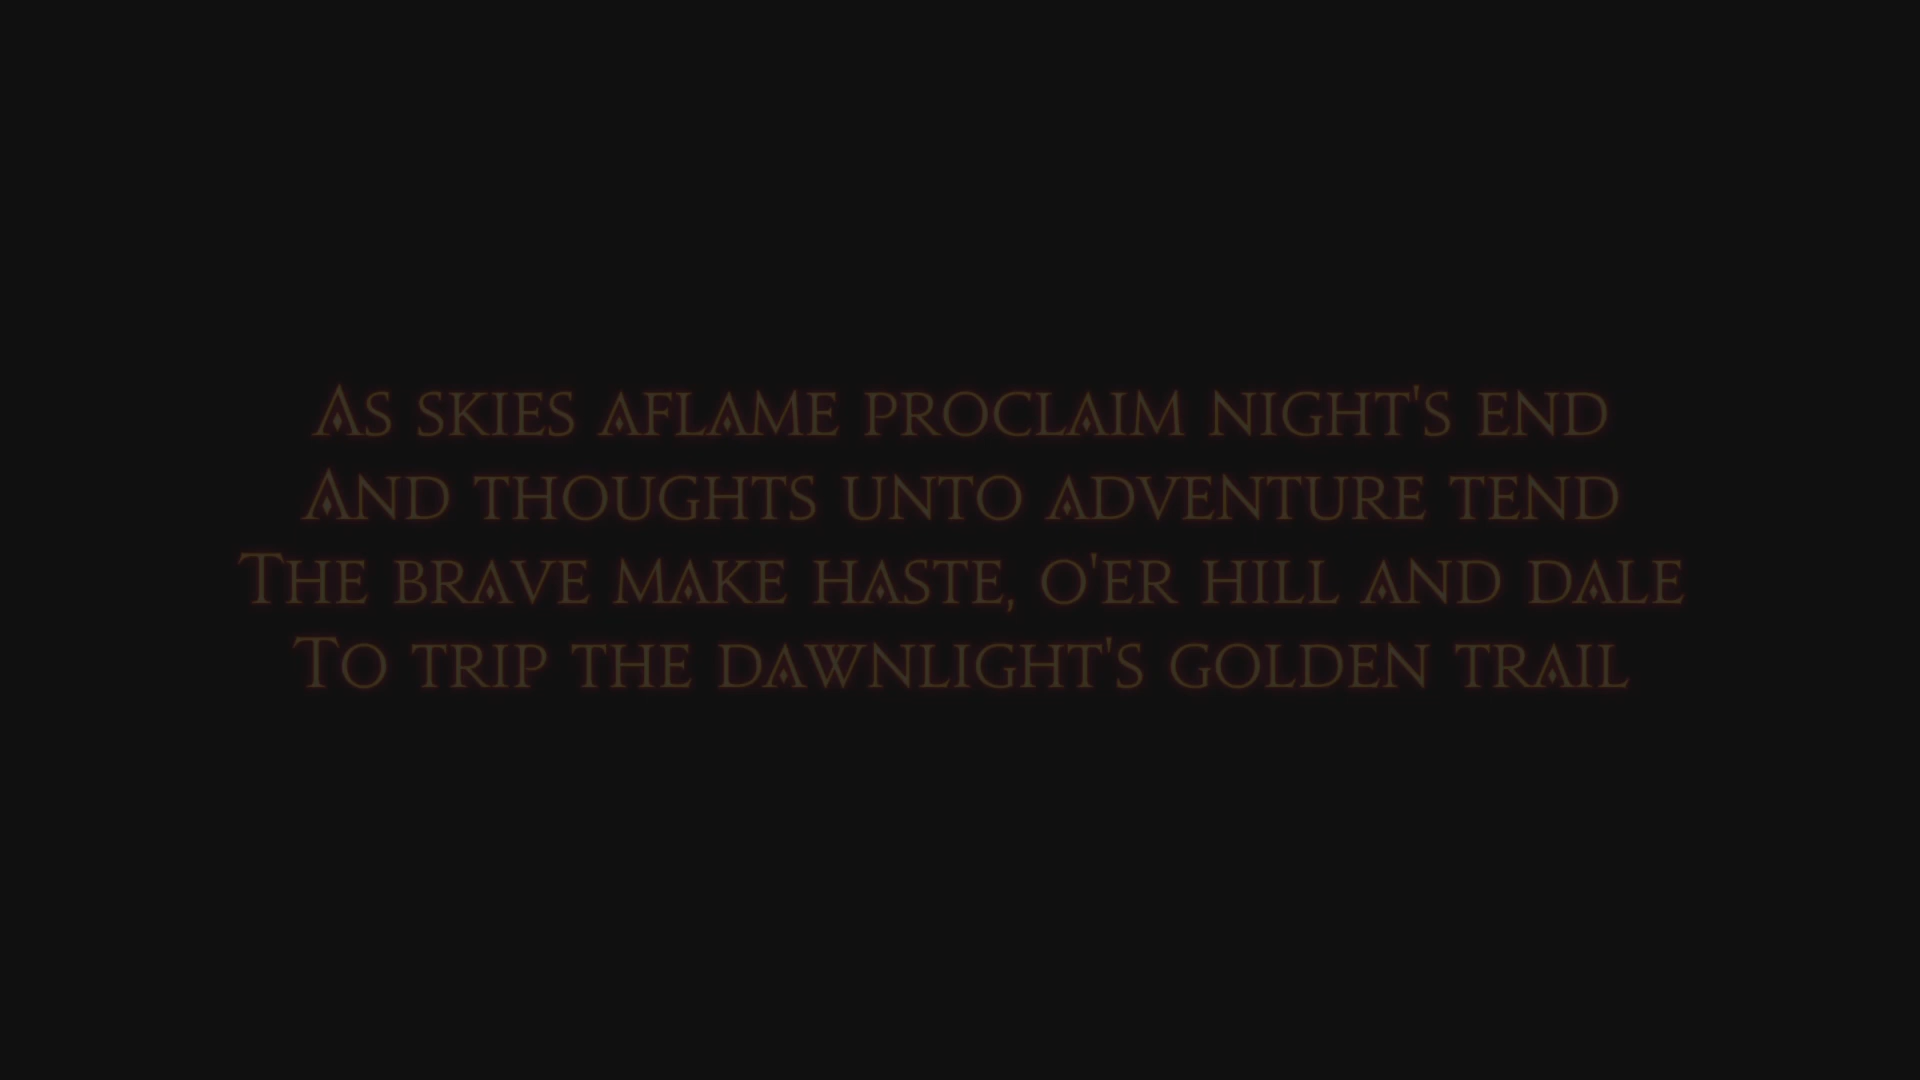 As skies aflame proclaim night's end
And thoughts unto adventure tend
The brave make haste, o'er hill and dale
To trip the dawnlight's golden trail